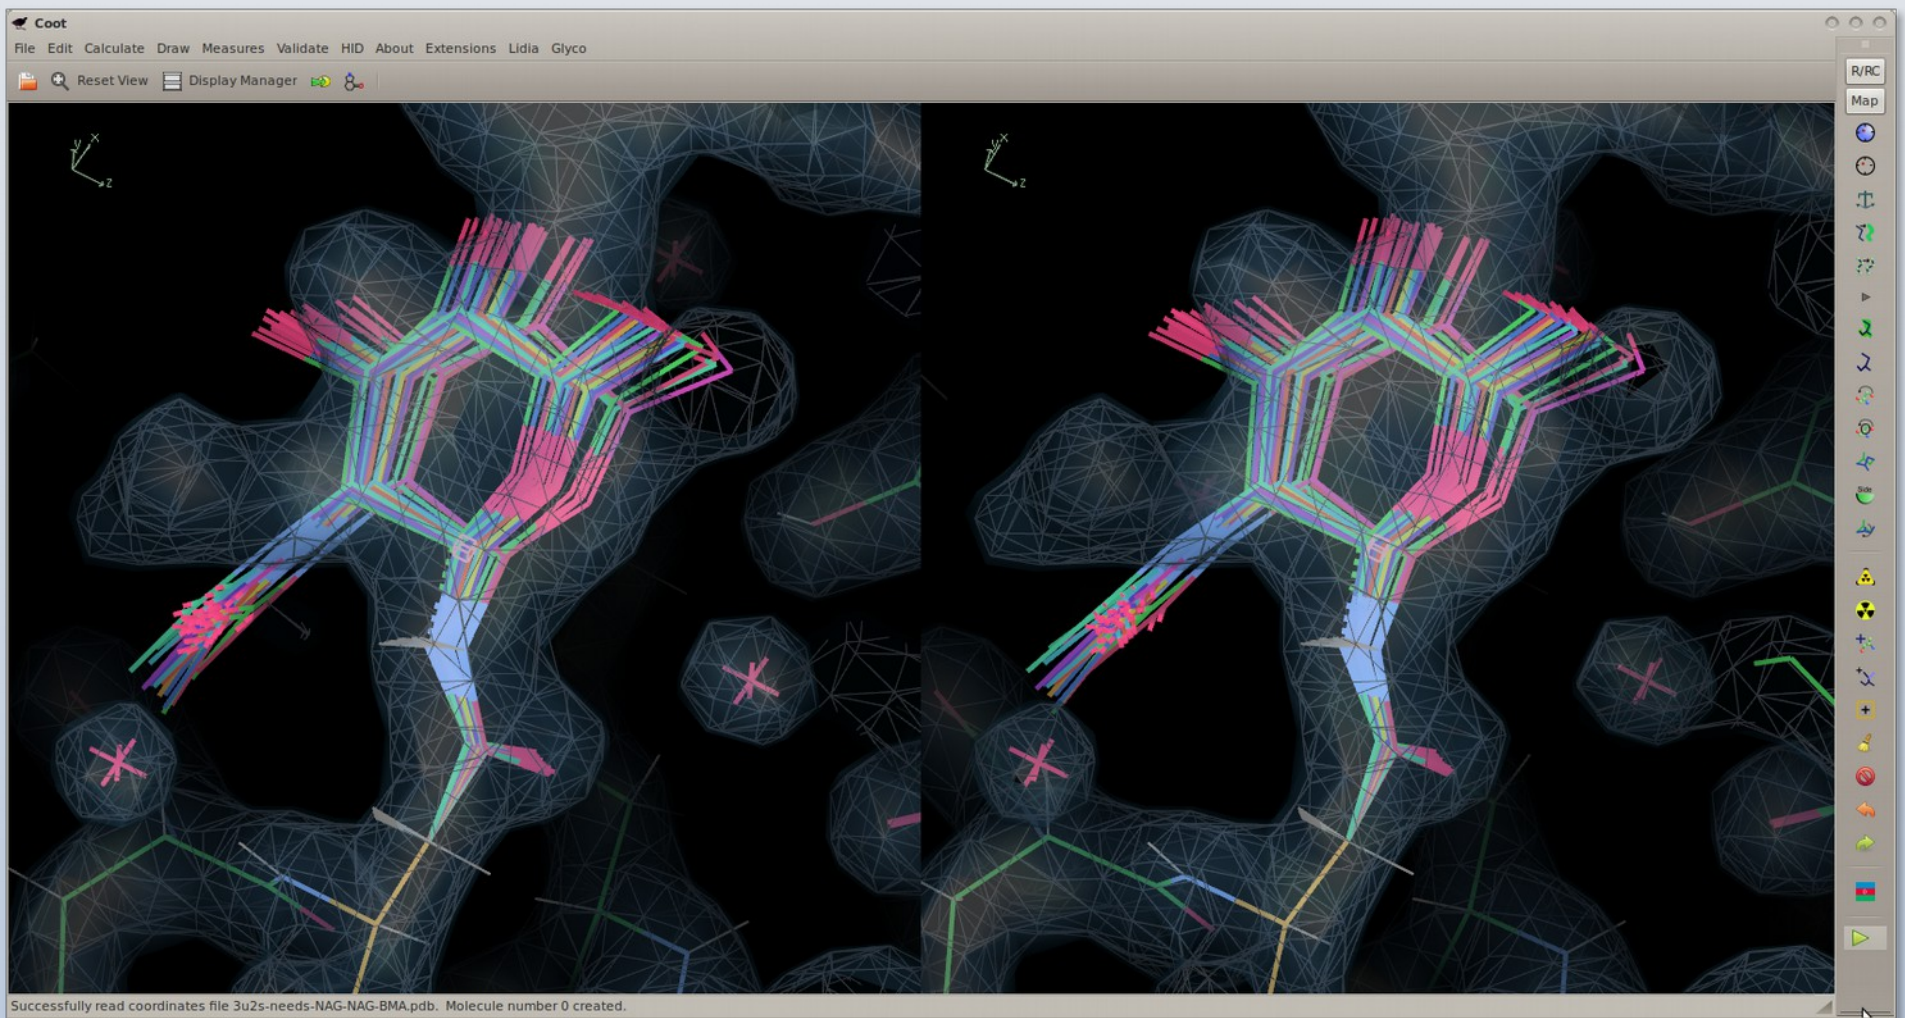 Coot
File Edit Calculate Draw Measures Validate HID About Extensions Lidia Glyco
Reset View Display Manager
R/RC
Map
x
y
z
x
y
z
Side
Successfully read coordinates file 3u2s-needs-NAG-NAG-BMA.pdb. Molecule number 0 created.